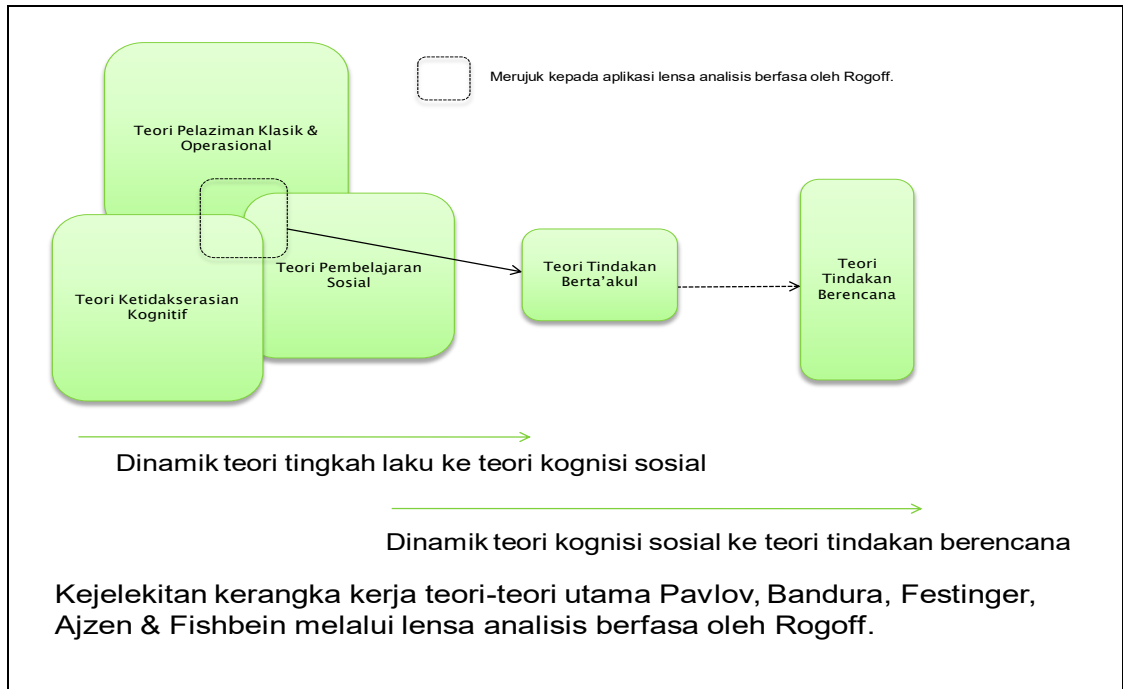 Merujuk kepada aplikasi lensa analisis berfasa oleh Rogoff.
Teori Pelaziman Klasik &
Operasional
Teori Pembelajaran
Sosial
Teori Ketidakserasian
Kognitif
Teori Tindakan
Berta'akul
Teori
Tindakan
Berencana
Dinamik teori tingkah laku ke teori kognisi sosial
Dinamik teori kognisi sosial ke teori tindakan berencana
Kejelekitan kerangka kerja teori-teori utama Pavlov, Bandura, Festinger,
Ajzen & Fishbein melalui lensa analisis berfasa oleh Rogoff.